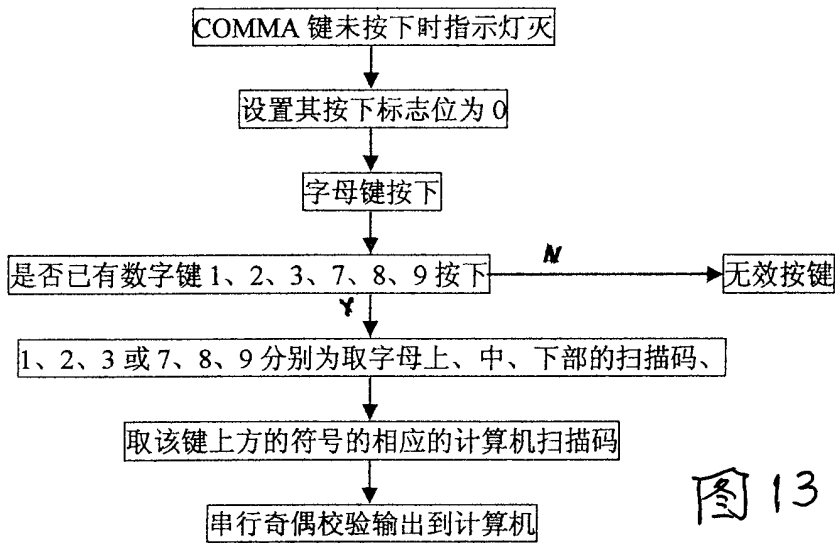 COMMA 键未按下时指示灯灭
设置其按下标志位为 0
字母键按下
是否已有数字键 1、2、3、7、8、9 按下
N
无效按键
Y
1、2、3 或 7、8、9 分别为取字母上、中、下部的扫描码、
取该键上方的符号的相应的计算机扫描码
串行奇偶校验输出到计算机
图 13